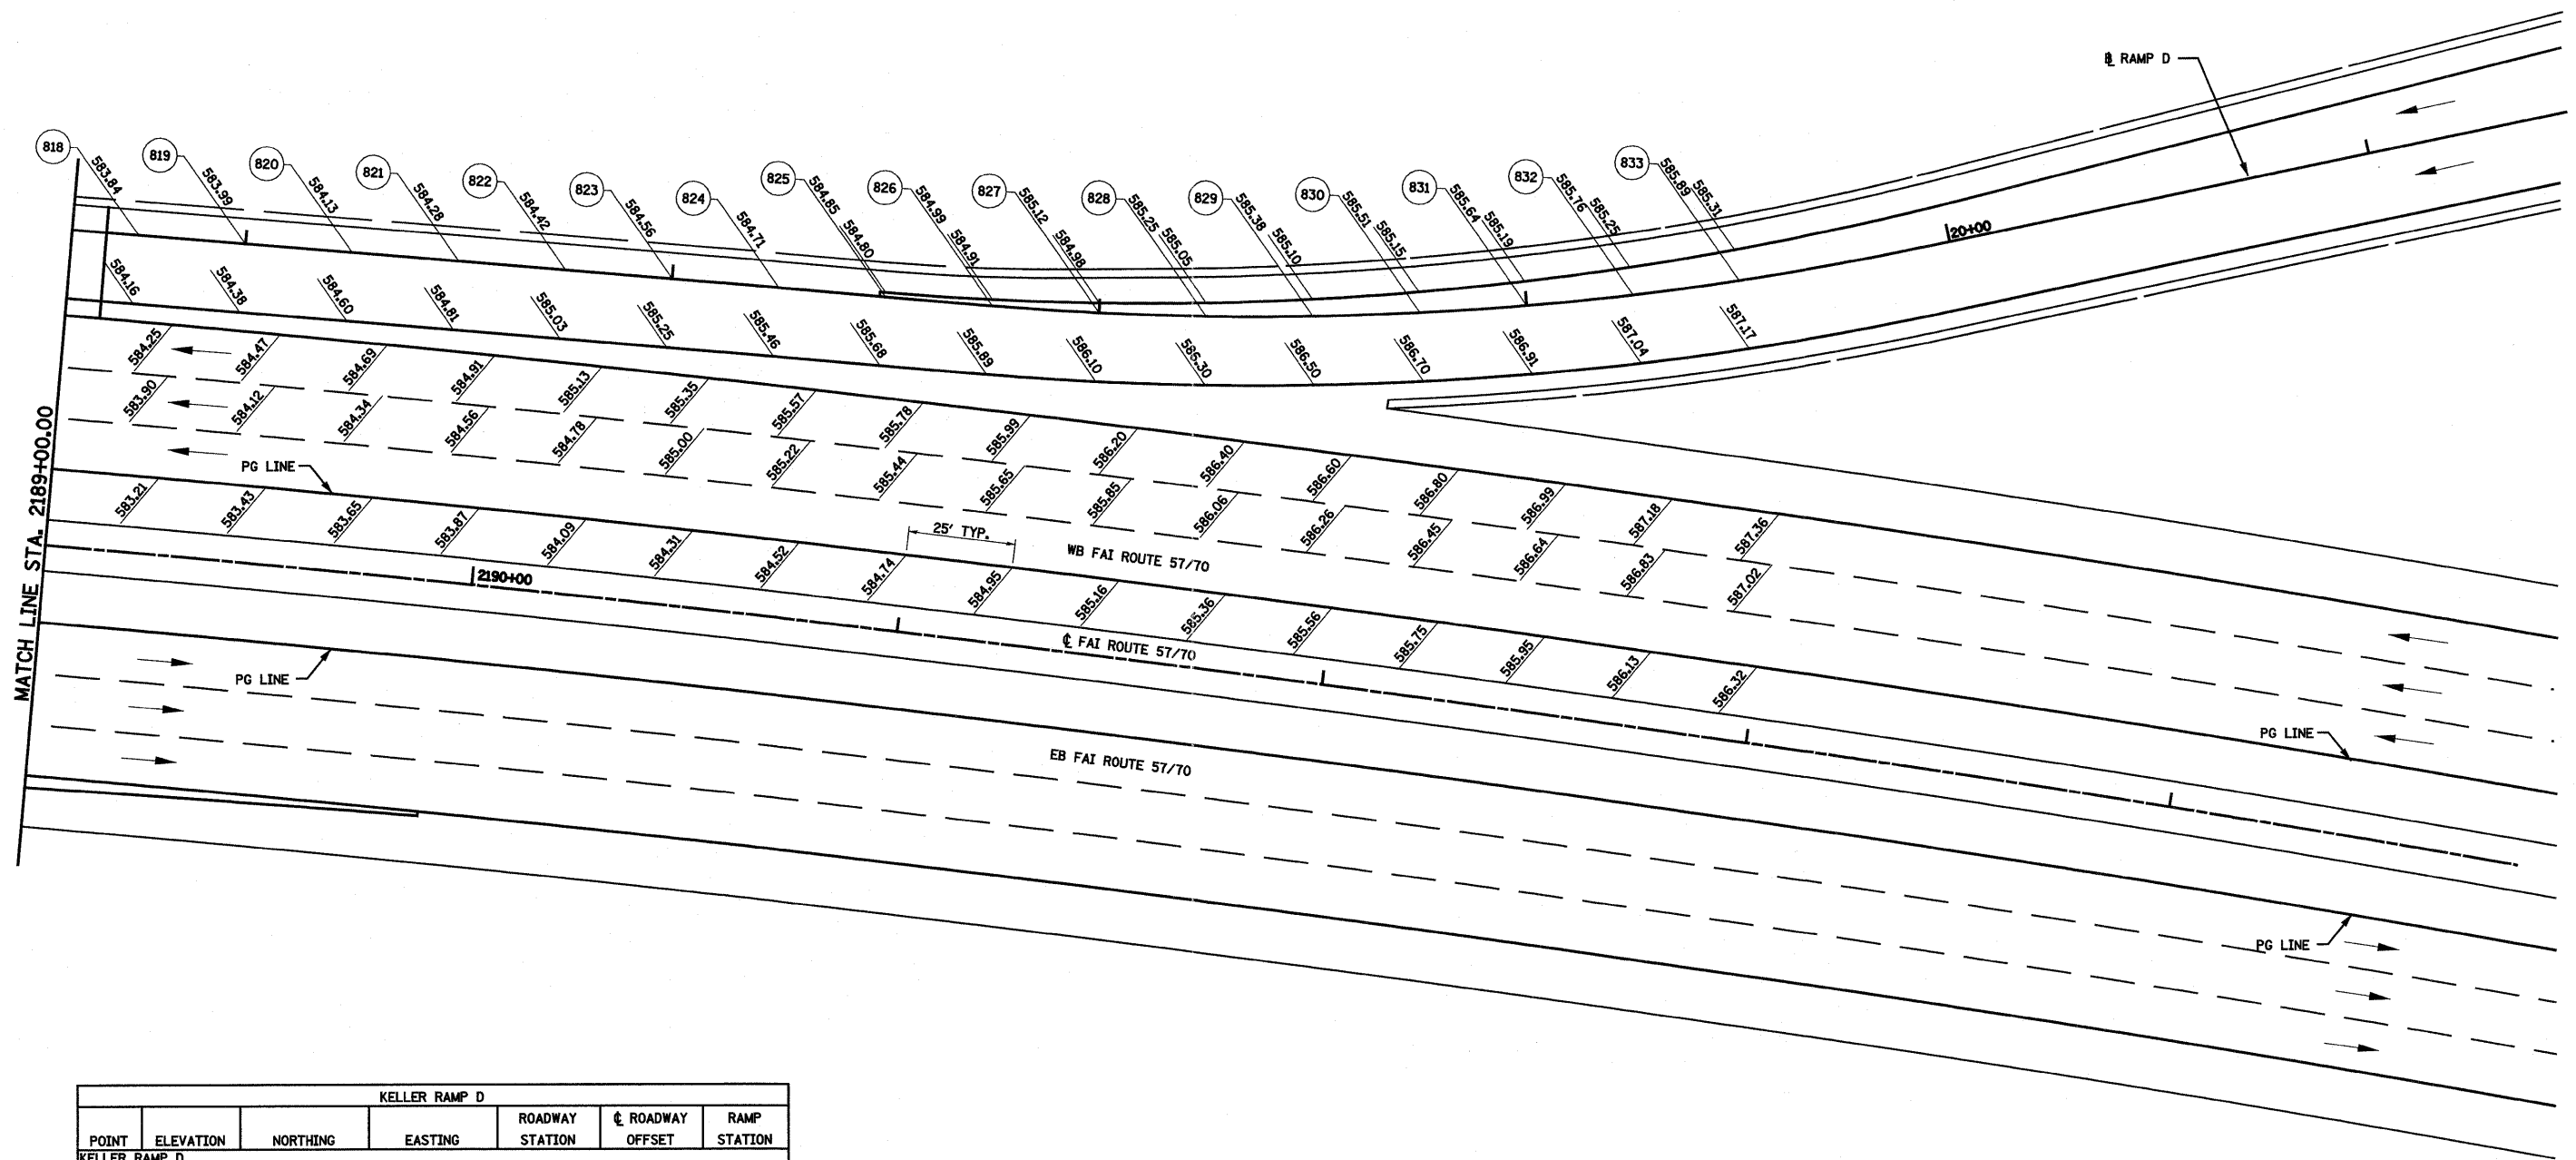 ℄ RAMP D
818 819 820 821 822 823 824 825 826 827 828 829 830 831 832 833
583.84 583.99 584.13 584.28 584.42 584.56 584.71 584.85 584.80 584.99 584.91 585.12 584.98 585.25 585.05 585.38 585.10 585.51 585.15 585.64 585.19 585.76 585.25 585.89 585.31
20+00
584.16 584.38 584.60 584.81 585.03 585.25 585.46 585.68 585.89 586.10 586.30 586.50 586.70 586.91 587.04 587.17
584.25 584.47 584.69 584.91 585.13 585.35 585.57 585.78 585.99 586.20 586.40 586.60 586.80 586.99 587.18 587.36
583.90 584.12 584.34 584.56 584.78 585.00 585.22 585.44 585.65 585.85 586.06 586.26 586.45 586.64 586.83 587.02
MATCH LINE STA. 2189+00.00
PG LINE
25' TYP.
WB FAI ROUTE 57/70
583.21 583.43 583.65 583.87 584.09 584.31 584.52 584.74 584.95 585.16 585.36 585.56 585.75 585.95 586.13 586.32
2190+00
℄ FAI ROUTE 57/70
PG LINE
PG LINE
EB FAI ROUTE 57/70
PG LINE
KELLER RAMP D
ROADWAY ℄ ROADWAY RAMP
POINT ELEVATION NORTHING EASTING STATION OFFSET STATION
KELLER RAMP D